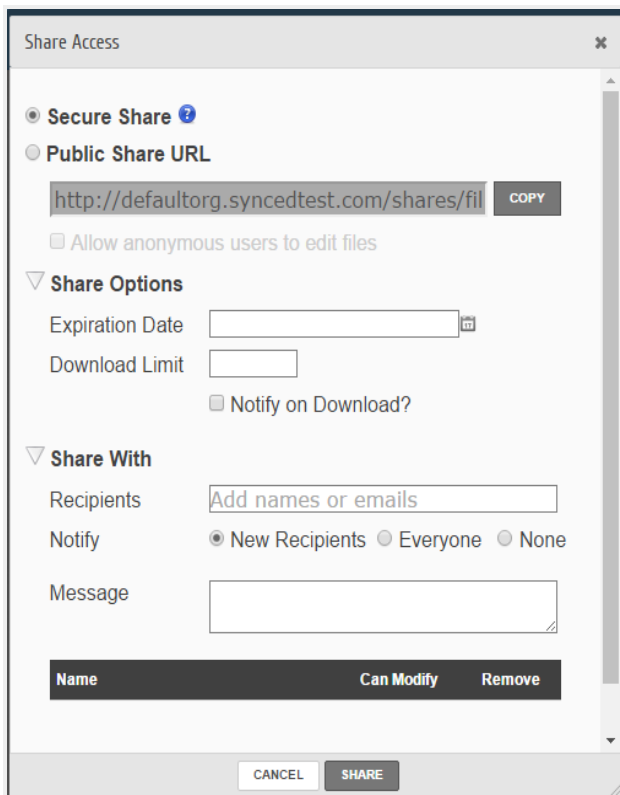 Share Access
Secure Share ?
Public Share URL
http://defaultorg.syncedtest.com/shares/fil COPY
Allow anonymous users to edit files
Share Options
Expiration Date
Download Limit
Notify on Download?
Share With
Recipients Add names or emails
Notify New Recipients Everyone None
Message
Name Can Modify Remove
CANCEL SHARE